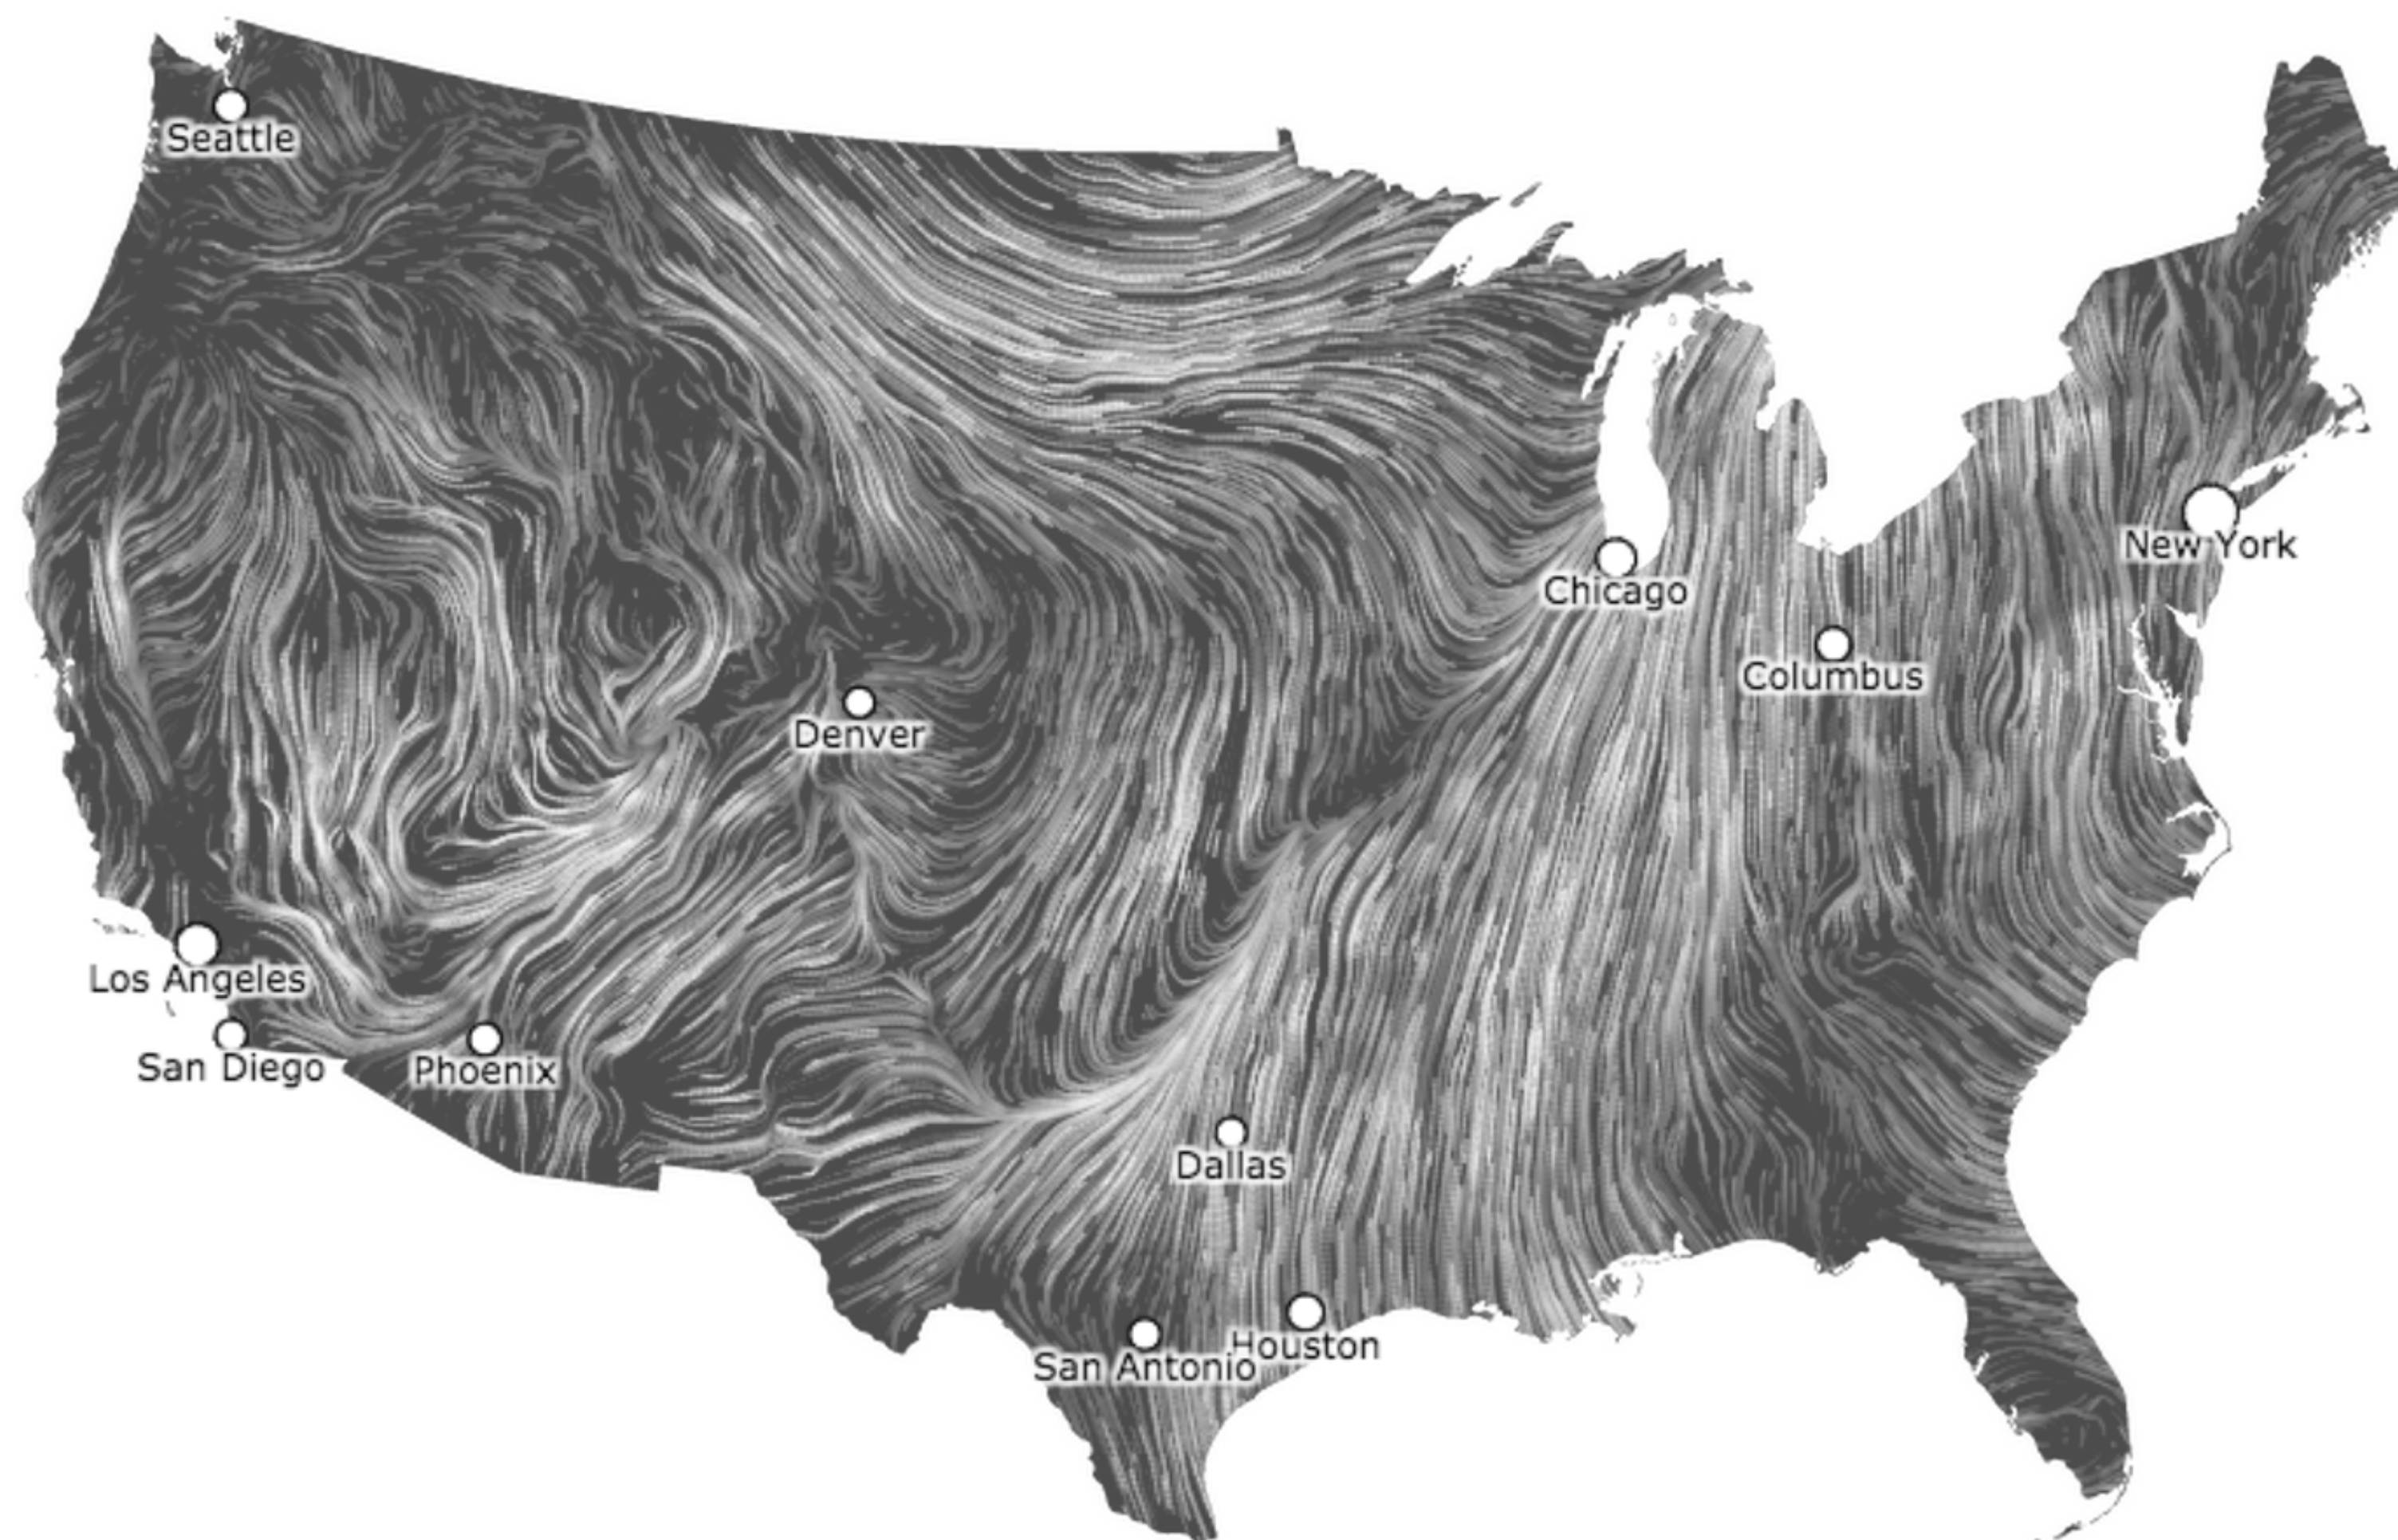 Seattle
New York
Chicago
Columbus
Denver
Los Angeles
San Diego
Phoenix
Dallas
Houston
San Antonio